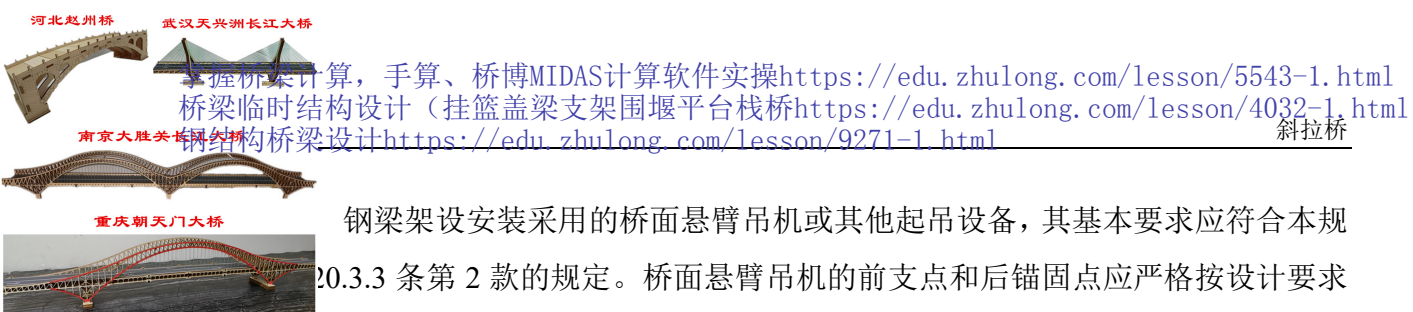 河北赵州桥
武汉天兴洲长江大桥
掌握桥梁计算，手算、桥博MIDAS计算软件实操https://edu.zhulong.com/lesson/5543-1.html
桥梁临时结构设计（挂篮盖梁支架围堰平台栈桥https://edu.zhulong.com/lesson/4032-1.html
南京大胜关长江大桥
钢结构桥梁设计https://edu.zhulong.com/lesson/9271-1.html
斜拉桥
重庆朝天门大桥
钢梁架设安装采用的桥面悬臂吊机或其他起吊设备，其基本要求应符合本规
20.3.3 条第 2 款的规定。桥面悬臂吊机的前支点和后锚固点应严格按设计要求